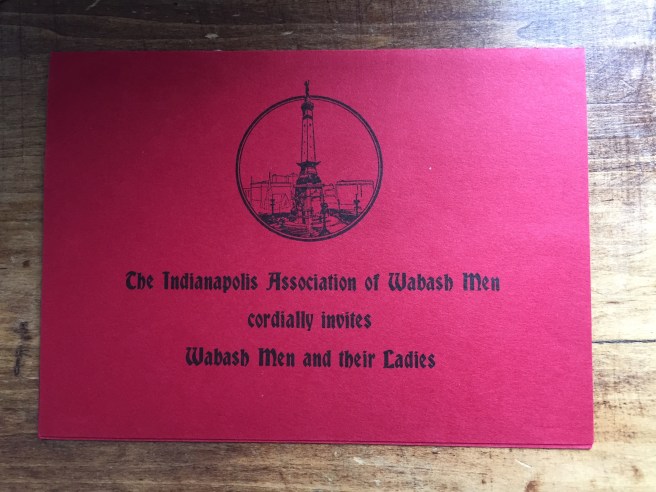 The Indianapolis Association of Wabash Men
cordially invites
Wabash Men and their Ladies